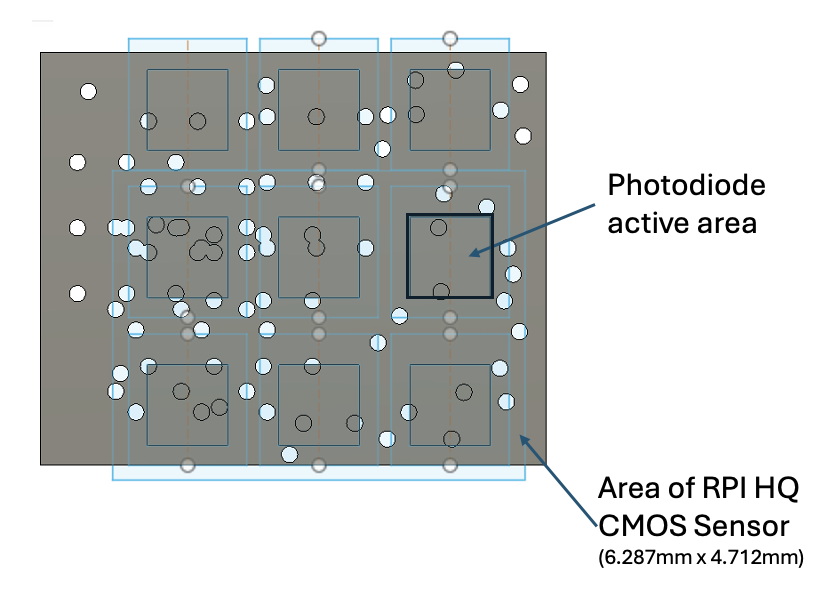 Photodiode
active area
Area of RPI HQ
CMOS Sensor
(6.287mm x 4.712mm)